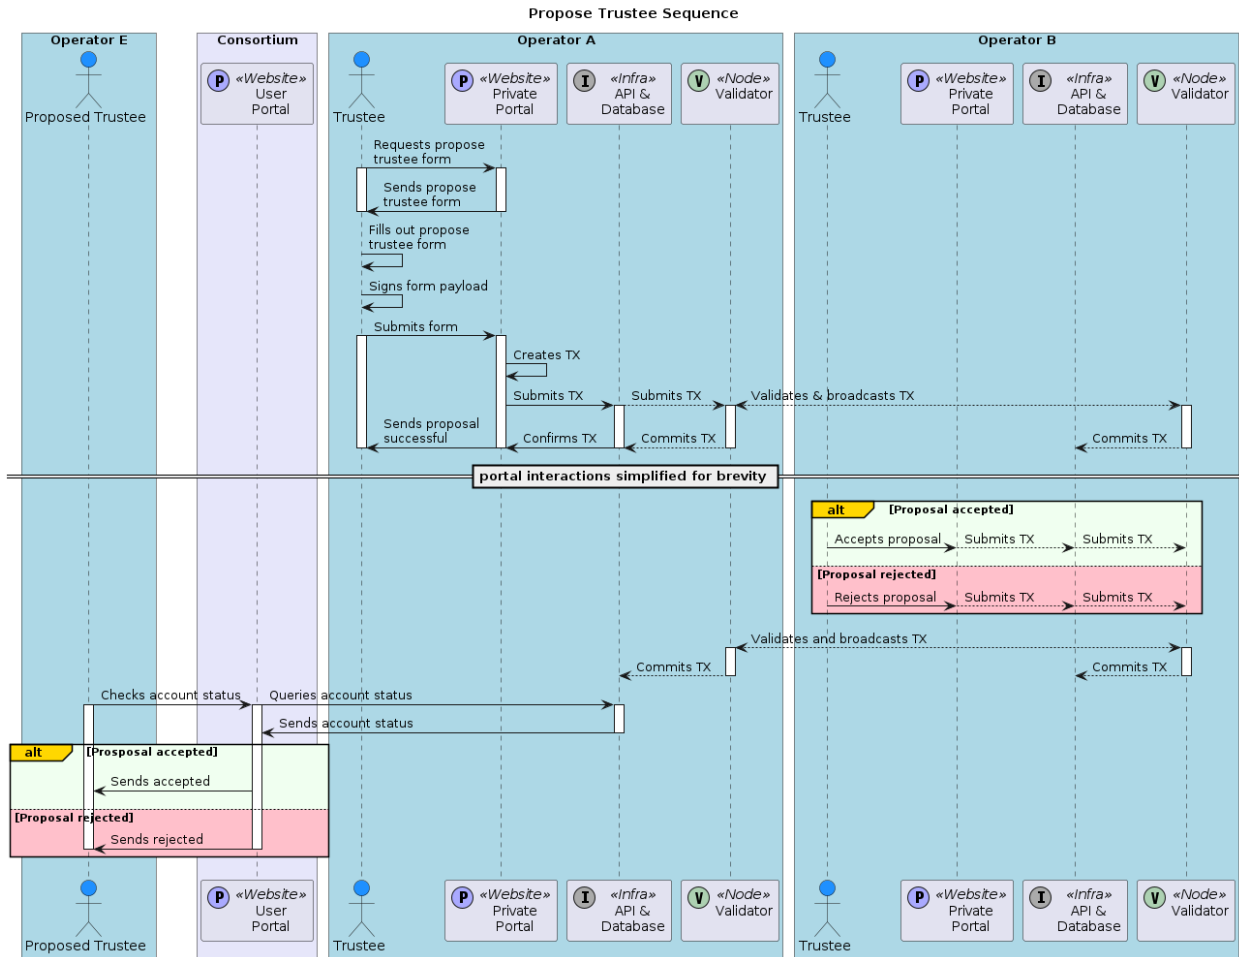 Propose Trustee Sequence
Operator E
Consortium
Operator A
Operator B
Proposed Trustee
P «Website»
User
Portal
Trustee
P «Website»
Private
Portal
I «Infra»
API &
Database
V «Node»
Validator
Trustee
P «Website»
Private
Portal
I «Infra»
API &
Database
V «Node»
Validator
Requests propose
trustee form
Sends propose
trustee form
Fills out propose
trustee form
Signs form payload
Submits form
Creates TX
Submits TX
Submits TX
Validates & broadcasts TX
Sends proposal
successful
Confirms TX
Commits TX
Commits TX
portal interactions simplified for brevity
alt [Proposal accepted]
Accepts proposal
Submits TX
Submits TX
[Proposal rejected]
Rejects proposal
Submits TX
Submits TX
Validates and broadcasts TX
Commits TX
Commits TX
Checks account status
Queries account status
Sends account status
alt [Prosposal accepted]
Sends accepted
[Proposal rejected]
Sends rejected
Proposed Trustee
P «Website»
User
Portal
Trustee
P «Website»
Private
Portal
I «Infra»
API &
Database
V «Node»
Validator
Trustee
P «Website»
Private
Portal
I «Infra»
API &
Database
V «Node»
Validator